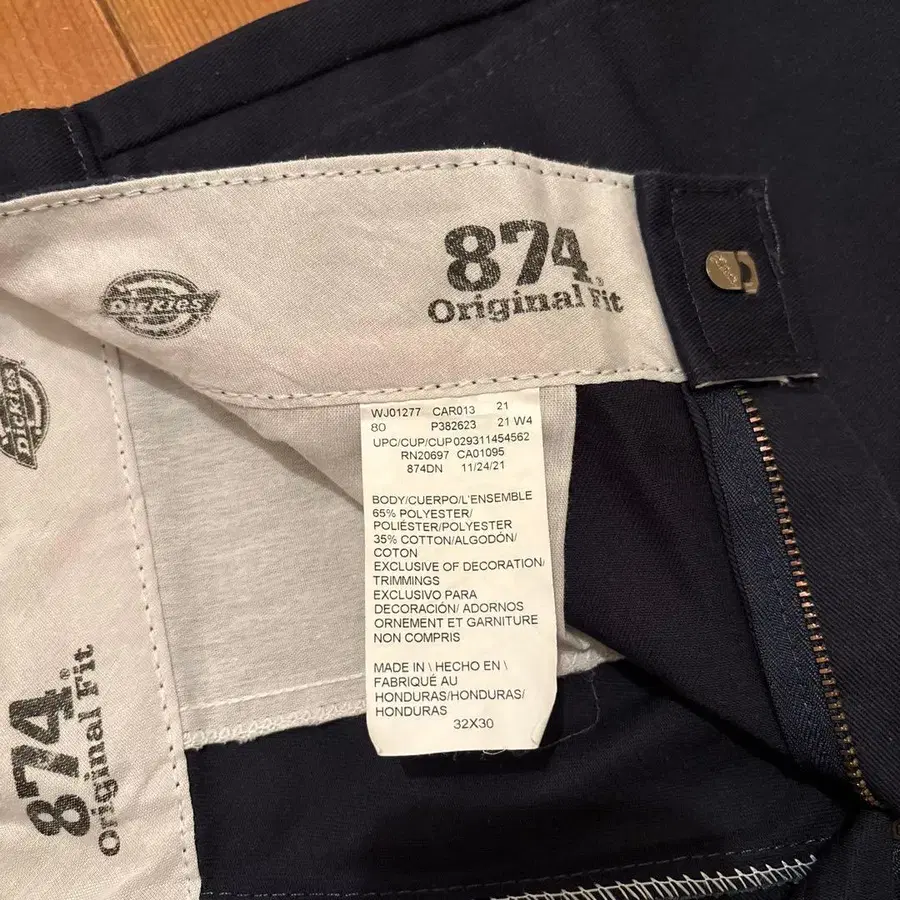 874®
Original Fit
DICKIES
DICKIES
874®
Original Fit
WJ01277 CAR013 21
80 P382623 21 W4
UPC/CUP/CUP029311454562
RN20697 CA01095
874DN 11/24/21
BODY/CUERPO/L'ENSEMBLE
65% POLYESTER/
POLIÉSTER/POLYESTER
35% COTTON/ALGODÓN/
COTON
EXCLUSIVE OF DECORATION/
TRIMMINGS
EXCLUSIVO PARA
DECORACIÓN/ ADORNOS
ORNEMENT ET GARNITURE
NON COMPRIS
MADE IN \ HECHO EN \
FABRIQUÉ AU
HONDURAS/HONDURAS/
HONDURAS
32X30